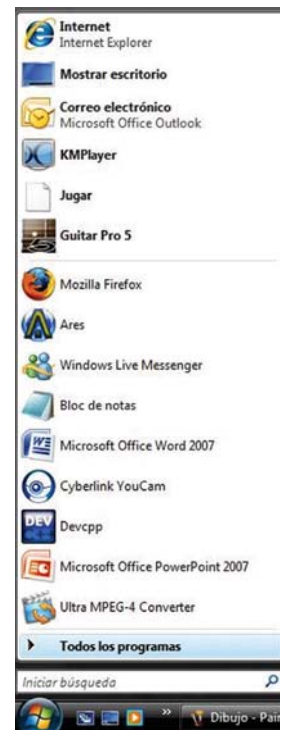 Internet
Internet Explorer
Mostrar escritorio
Correo electrónico
Microsoft Office Outlook
KMPlayer
Jugar
Guitar Pro 5
Mozilla Firefox
Ares
Windows Live Messenger
Bloc de notas
Microsoft Office Word 2007
Cyberlink YouCam
DEV
Devcpp
Microsoft Office PowerPoint 2007
Ultra MPEG-4 Converter
Todos los programas
Iniciar búsqueda
» Dibujo - Pai